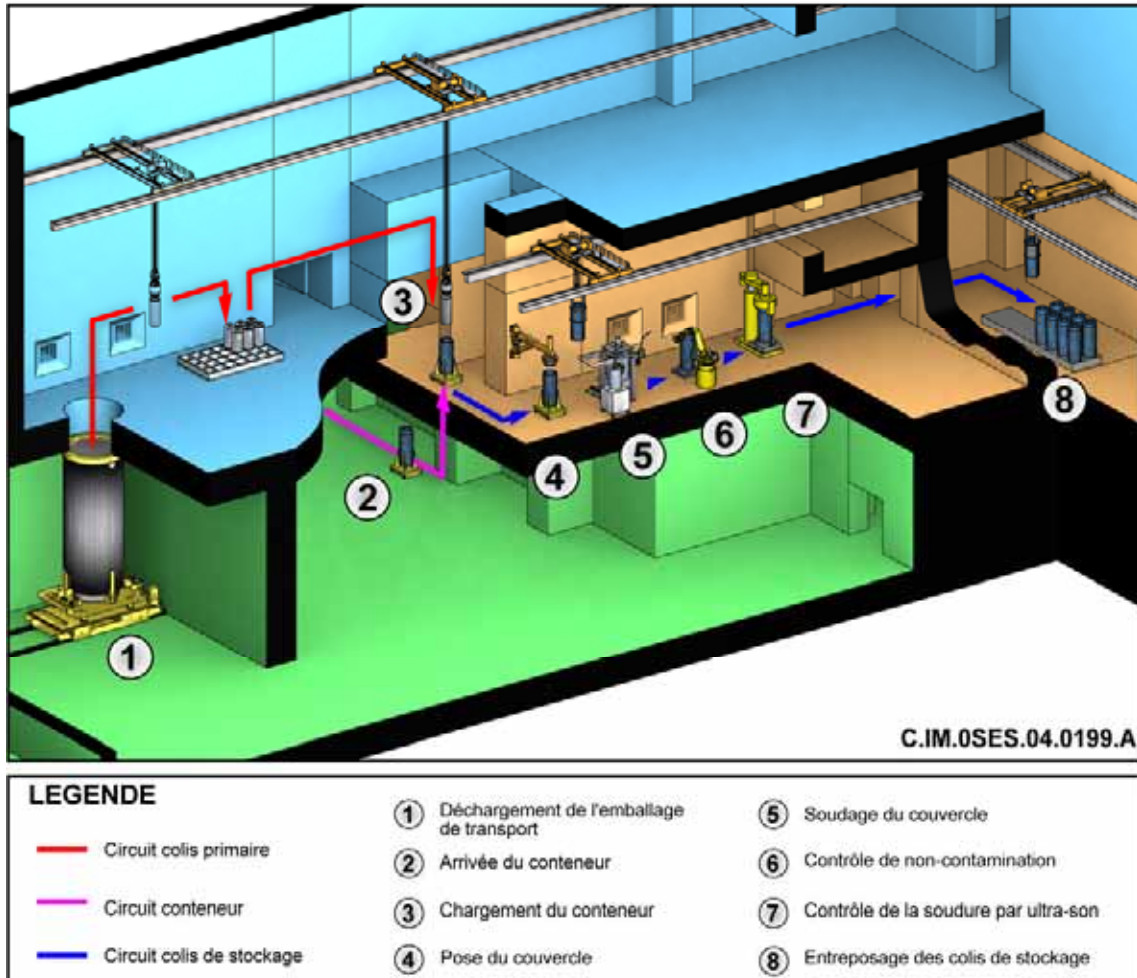 3
2
4
5
6
7
8
1
C.IM.0SES.04.0199.A
LEGENDE
Circuit colis primaire
Circuit conteneur
Circuit colis de stockage
1 Déchargement de l'emballage
de transport
2 Arrivée du conteneur
3 Chargement du conteneur
4 Pose du couvercle
5 Soudage du couvercle
6 Contrôle de non-contamination
7 Contrôle de la soudure par ultra-son
8 Entreposage des colis de stockage